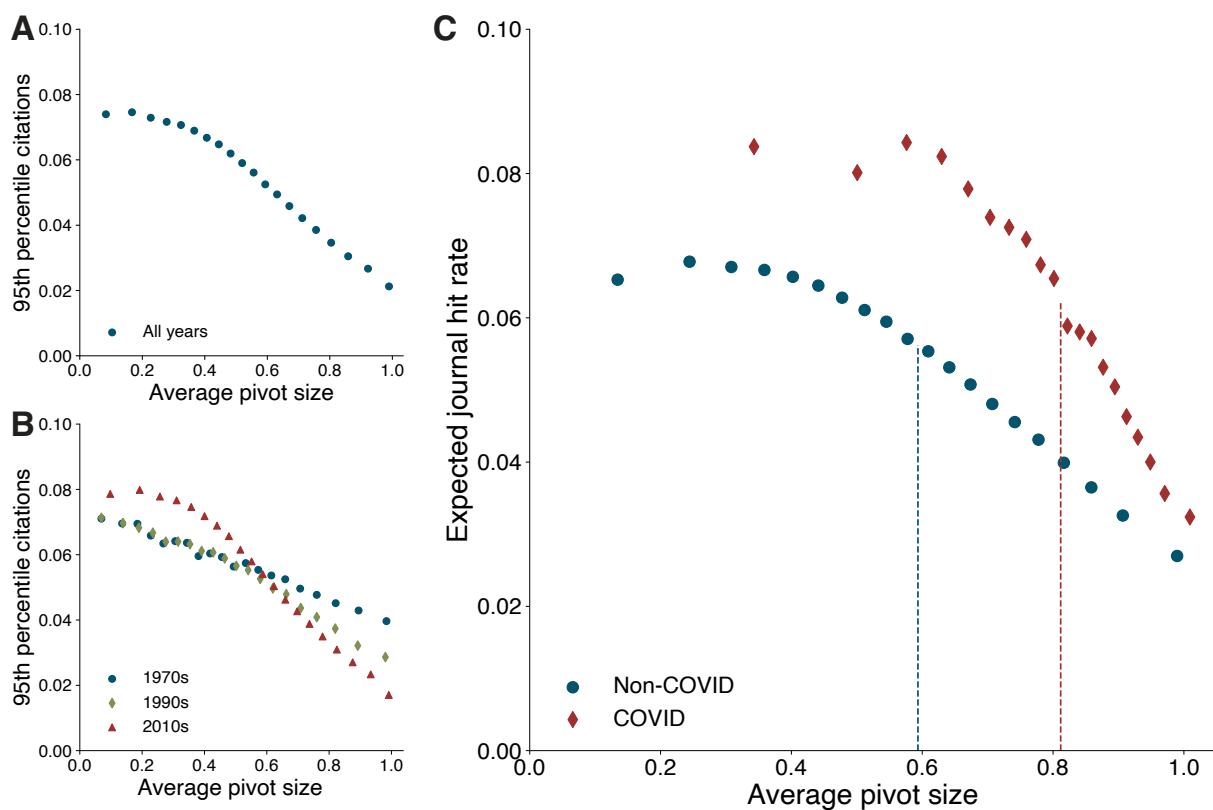 A
0.10
0.08
0.06
0.04
0.02
0.00
95th percentile citations
All years
0.0 0.2 0.4 0.6 0.8 1.0
Average pivot size
B
0.10
0.08
0.06
0.04
0.02
0.00
95th percentile citations
1970s
1990s
2010s
0.0 0.2 0.4 0.6 0.8 1.0
Average pivot size
C
0.10
0.08
0.06
0.04
0.02
0.00
Expected journal hit rate
Non-COVID
COVID
0.0 0.2 0.4 0.6 0.8 1.0
Average pivot size